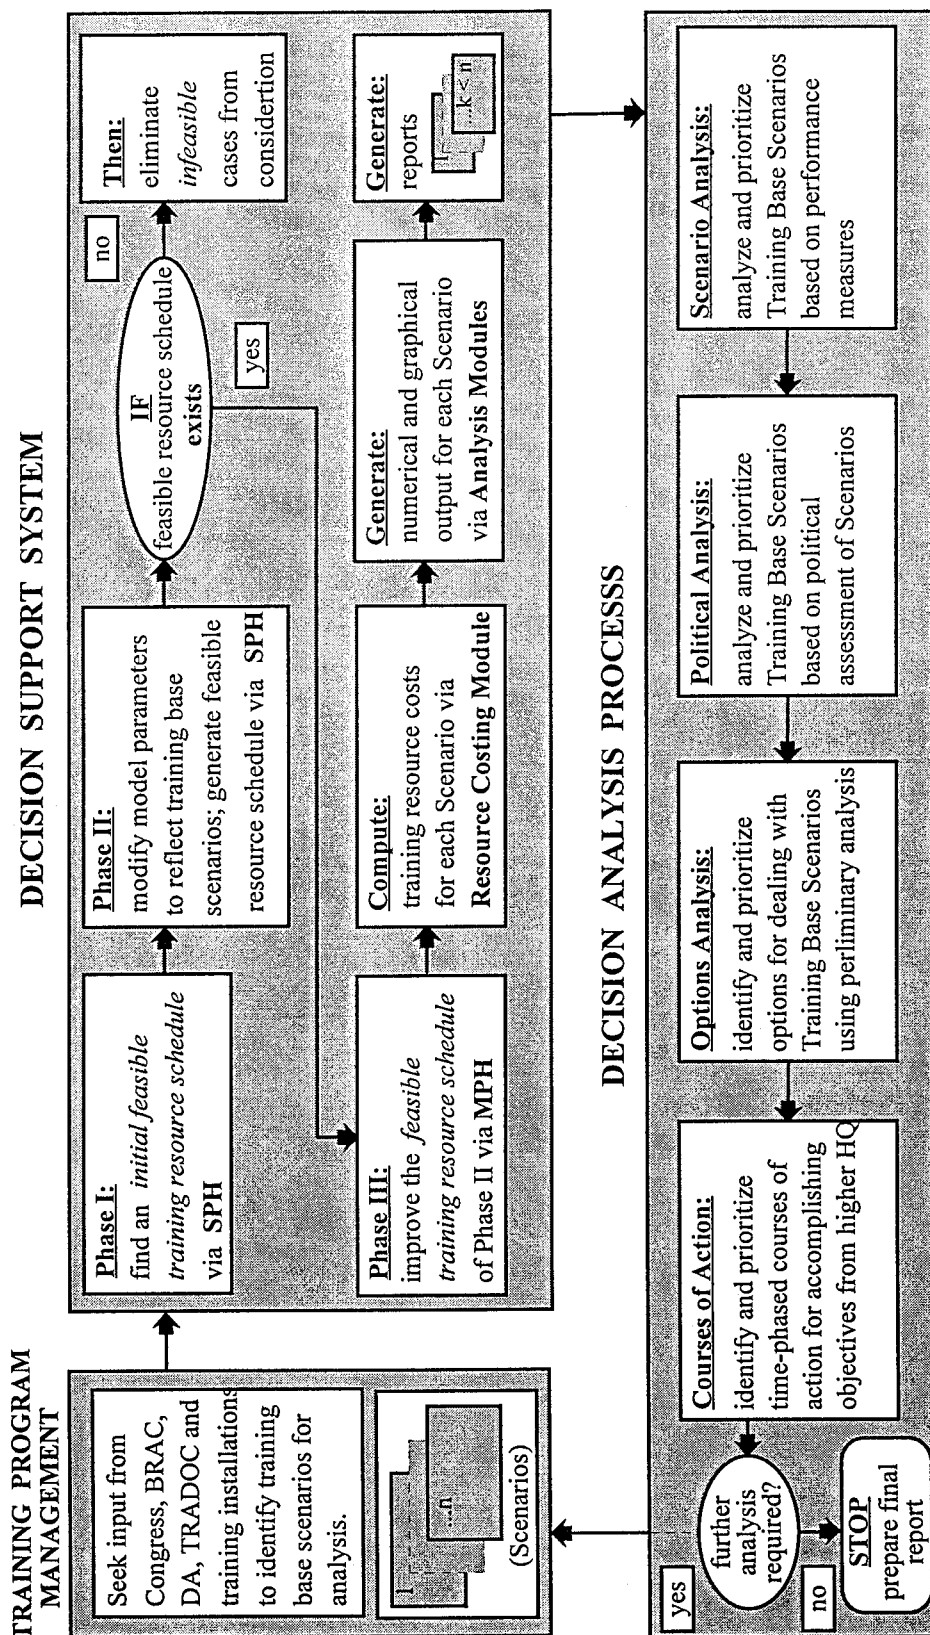 TRAINING PROGRAM
MANAGEMENT
Seek input from
Congress, BRAC,
DA, TRADOC and
training installations
to identify training
base scenarios for
analysis.
1
...n
(Scenarios)
DECISION SUPPORT SYSTEM
Phase I:
find an initial feasible
training resource schedule
via SPH
Phase II:
modify model parameters
to reflect training base
scenarios; generate feasible
resource schedule via SPH
IF
feasible resource schedule
exists
no
yes
Then:
eliminate
infeasible
cases from
considertion
Phase III:
improve the feasible
training resource schedule
of Phase II via MPH
Compute:
training resource costs
for each Scenario via
Resource Costing Module
Generate:
numerical and graphical
output for each Scenario
via Analysis Modules
Generate:
reports
1
...k < n
DECISION ANALYSIS PROCESSS
Scenario Analysis:
analyze and prioritize
Training Base Scenarios
based on performance
measures
Political Analysis:
analyze and prioritize
Training Base Scenarios
based on political
assessment of Scenarios
Options Analysis:
identify and prioritize
options for dealing with
Training Base Scenarios
using perliminary analysis
Courses of Action:
identify and prioritize
time-phased courses of
action for accomplishing
objectives from higher HQ
yes
further
analysis
required?
no
STOP
prepare final
report